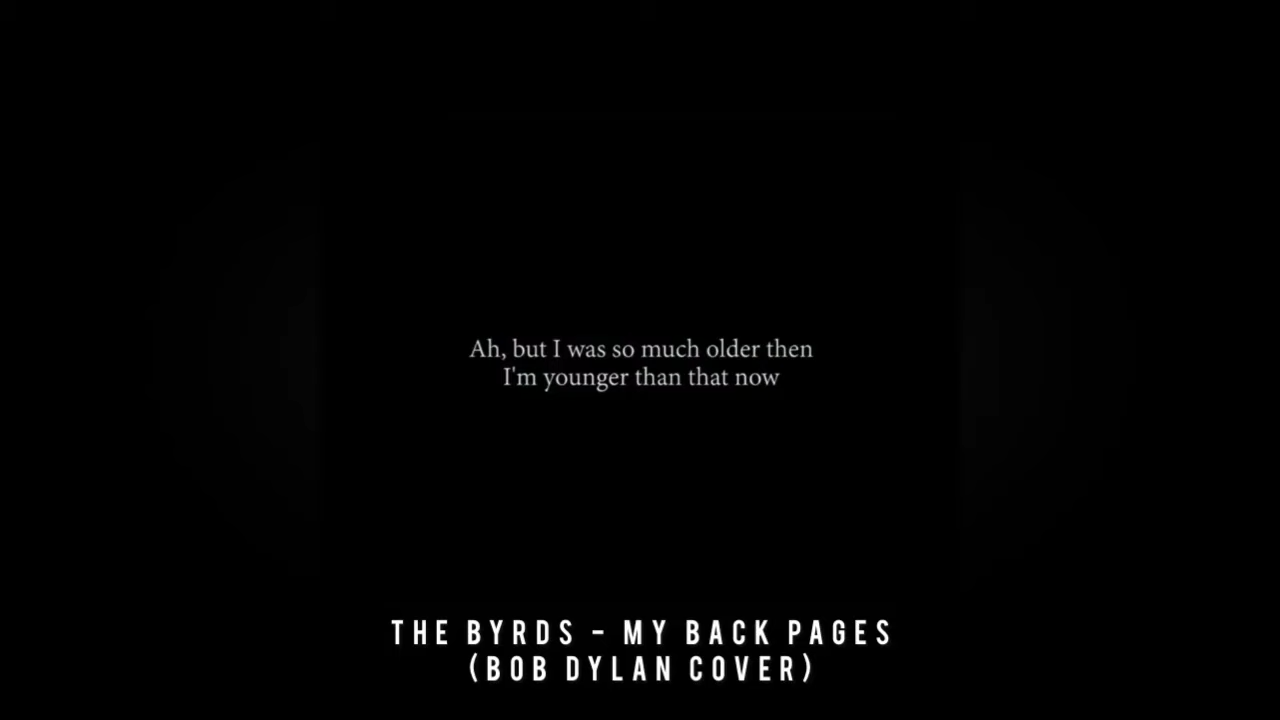 Ah, but I was so much older then
I'm younger than that now
THE BYRDS - MY BACK PAGES
(BOB DYLAN COVER)